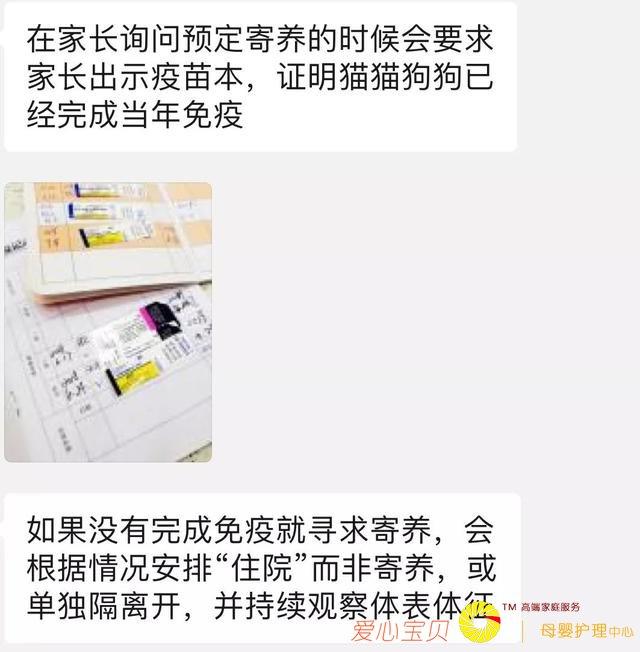 在家长询问预定寄养的时候会要求
家长出示疫苗本，证明猫猫狗狗已
经完成当年免疫
如果没有完成免疫就寻求寄养，会
根据情况安排“住院”而非寄养，或
单独隔离开，并持续观察体表体征
爱心宝贝
TM 高端家庭服务
母婴护理中心